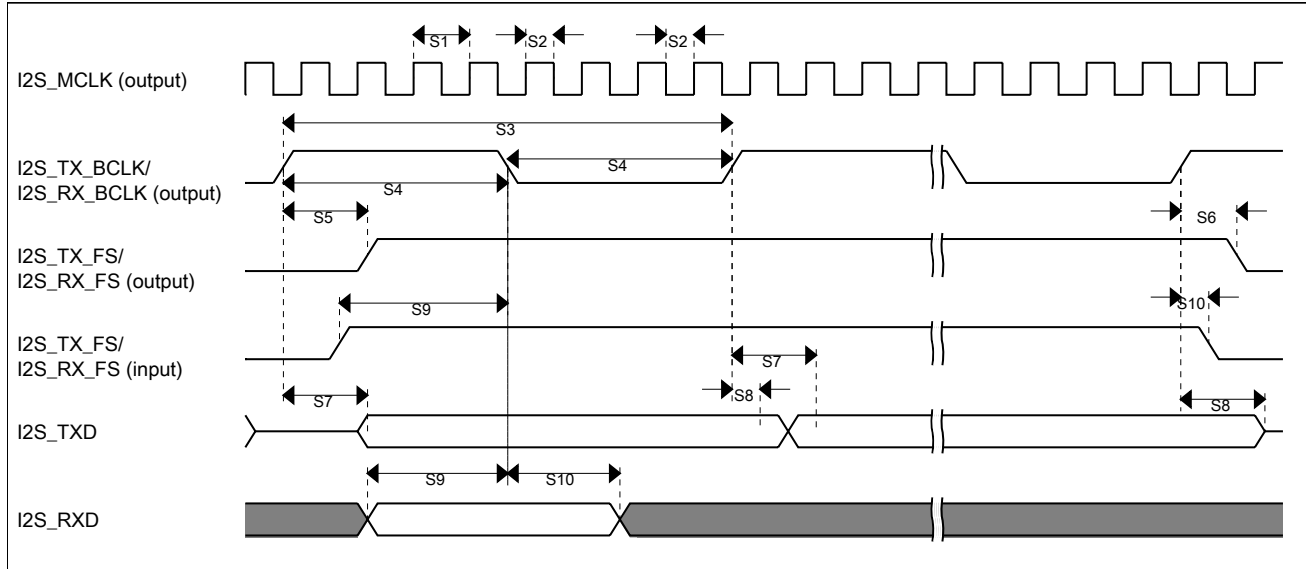 S1
S2
S2
I2S_MCLK (output)
S3
I2S_TX_BCLK/
I2S_RX_BCLK (output)
S4
S4
S5
S6
I2S_TX_FS/
I2S_RX_FS (output)
S9
S10
I2S_TX_FS/
I2S_RX_FS (input)
S7
S7
S8
S8
I2S_TXD
S9
S10
I2S_RXD